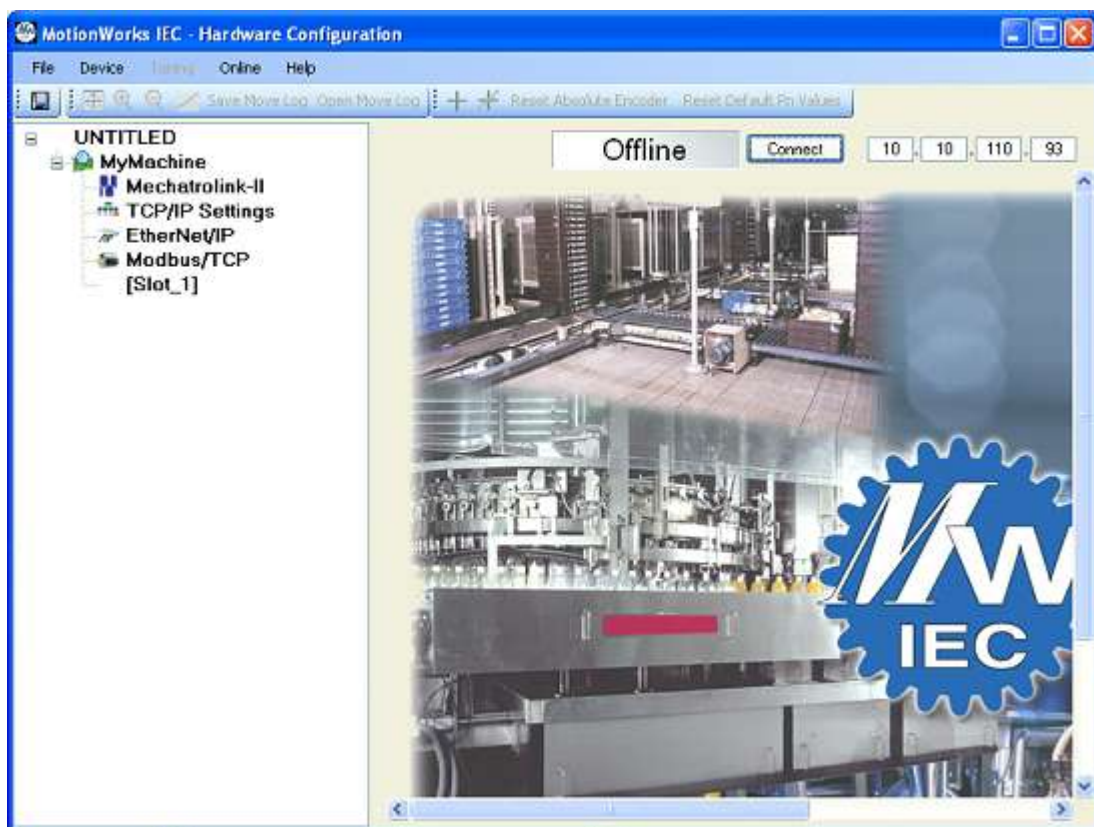 MotionWorks IEC - Hardware Configuration
File Device Tuning Online Help
Save Move Log Open Move Log Reset Absolute Encoder Reset Default Pn Values
UNTITLED
Offline Connect 10 . 10 . 110 . 93
MyMachine
Mechatrolink-II
TCP/IP Settings
EtherNet/IP
Modbus/TCP
[Slot_1]
MW
IEC